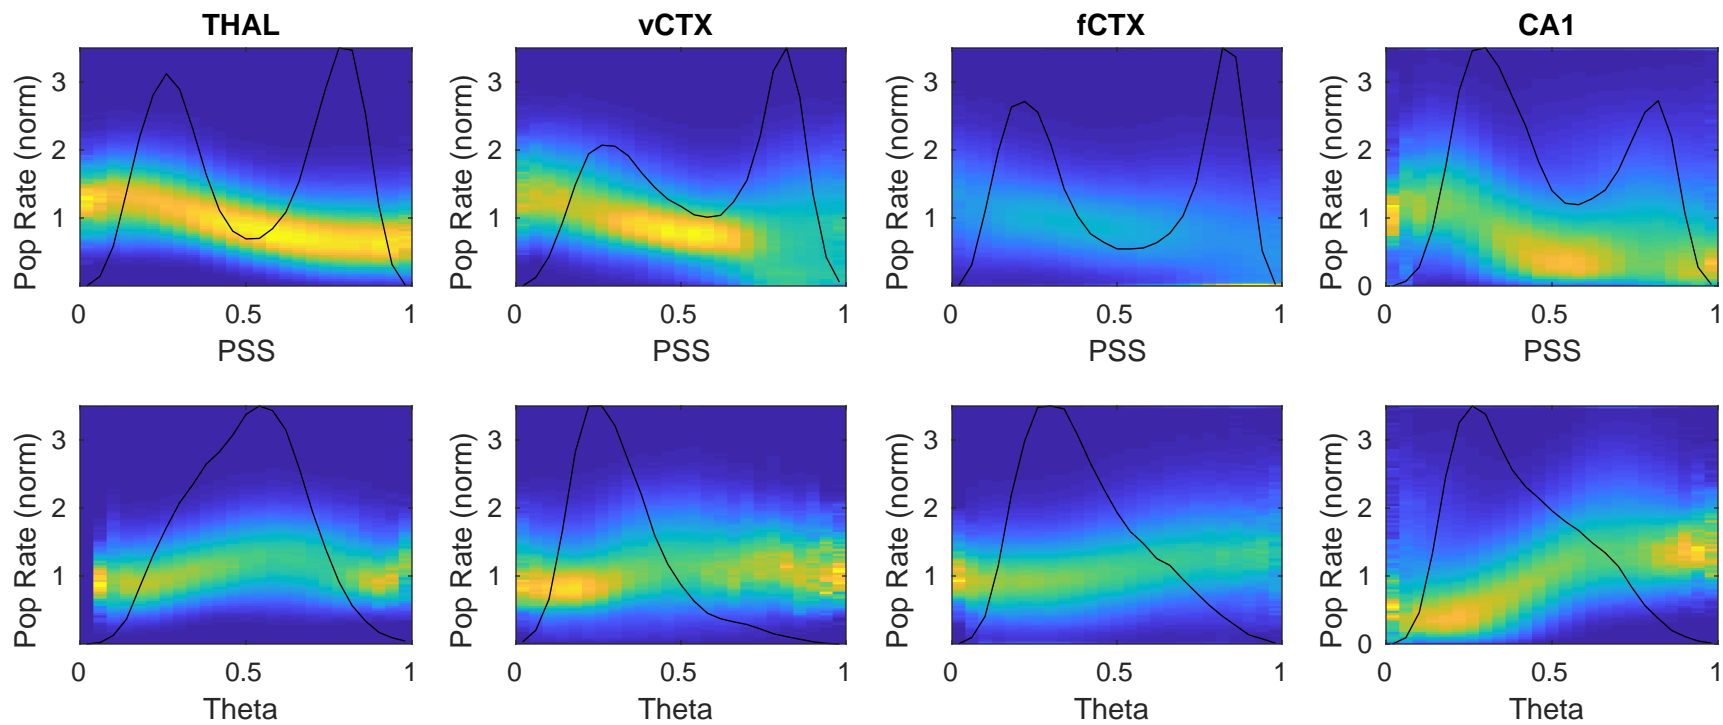 THAL vCTX fCTX CA1
Pop Rate (norm) Pop Rate (norm) Pop Rate (norm) Pop Rate (norm)
3 3 3 3
2 2 2 2
1 1 1 1
0
0 0.5 1 0 0.5 1 0 0.5 1 0 0.5 1
PSS PSS PSS PSS
Pop Rate (norm) Pop Rate (norm) Pop Rate (norm) Pop Rate (norm)
3 3 3 3
2 2 2 2
1 1 1 1
0
0 0.5 1 0 0.5 1 0 0.5 1 0 0.5 1
Theta Theta Theta Theta